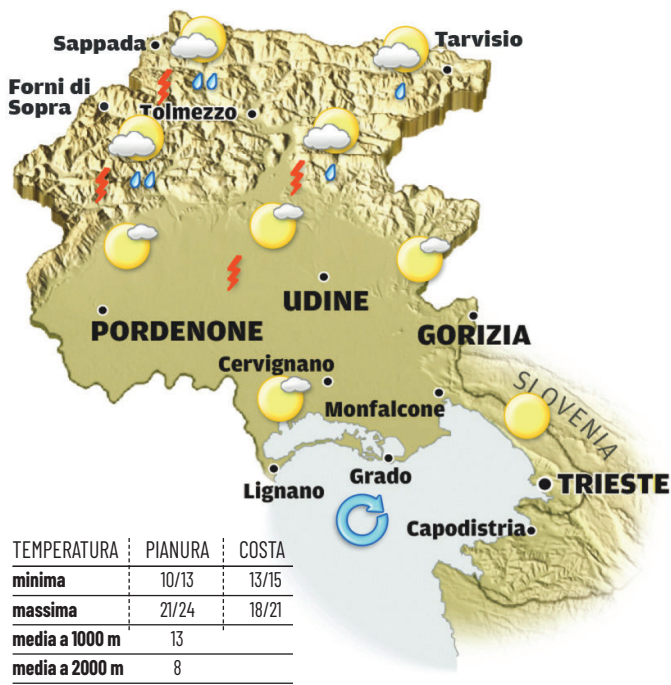 Sappada
Tarvisio
Forni di
Sopra
Tolmezzo
UDINE
PORDENONE
GORIZIA
Cervignano
SLOVENIA
Monfalcone
Grado
TRIESTE
Lignano
Capodistria
TEMPERATURA PIANURA COSTA
minima 10/13 13/15
massima 21/24 18/21
media a 1000 m 13
media a 2000 m 8